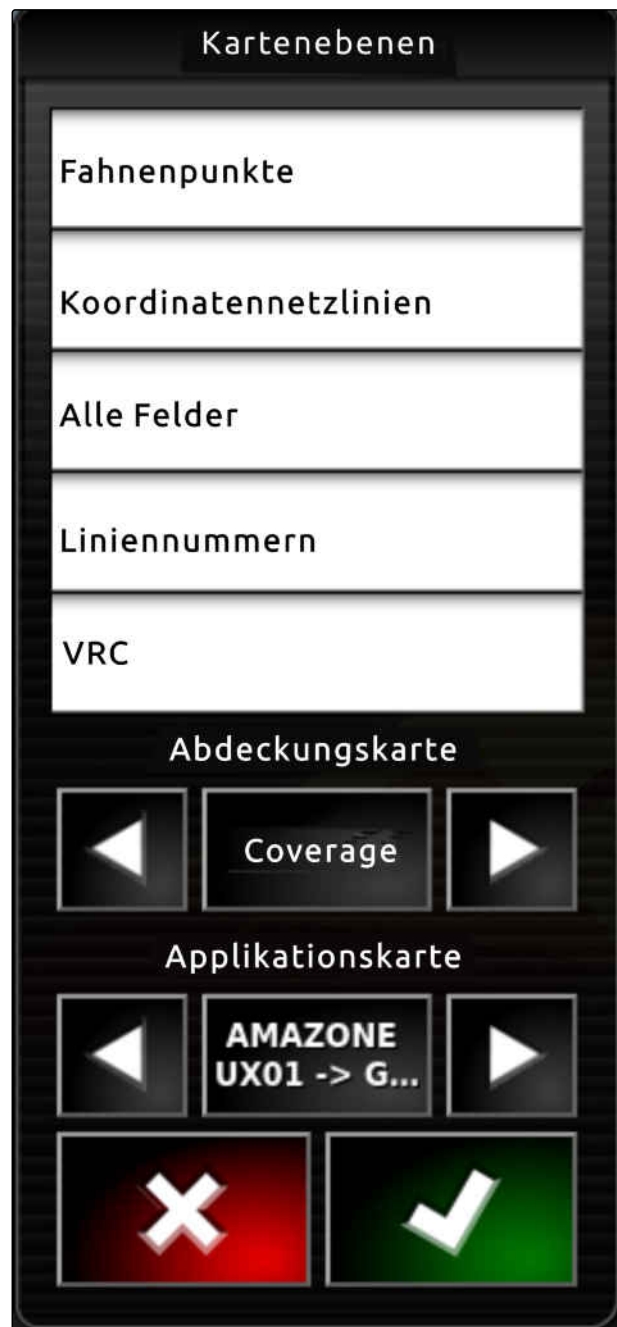 Kartenebenen
Fahnenpunkte
Koordinatennetzlinien
Alle Felder
Liniennummern
VRC
Abdeckungskarte
Coverage
Applikationskarte
AMAZONE
UX01 -> G...